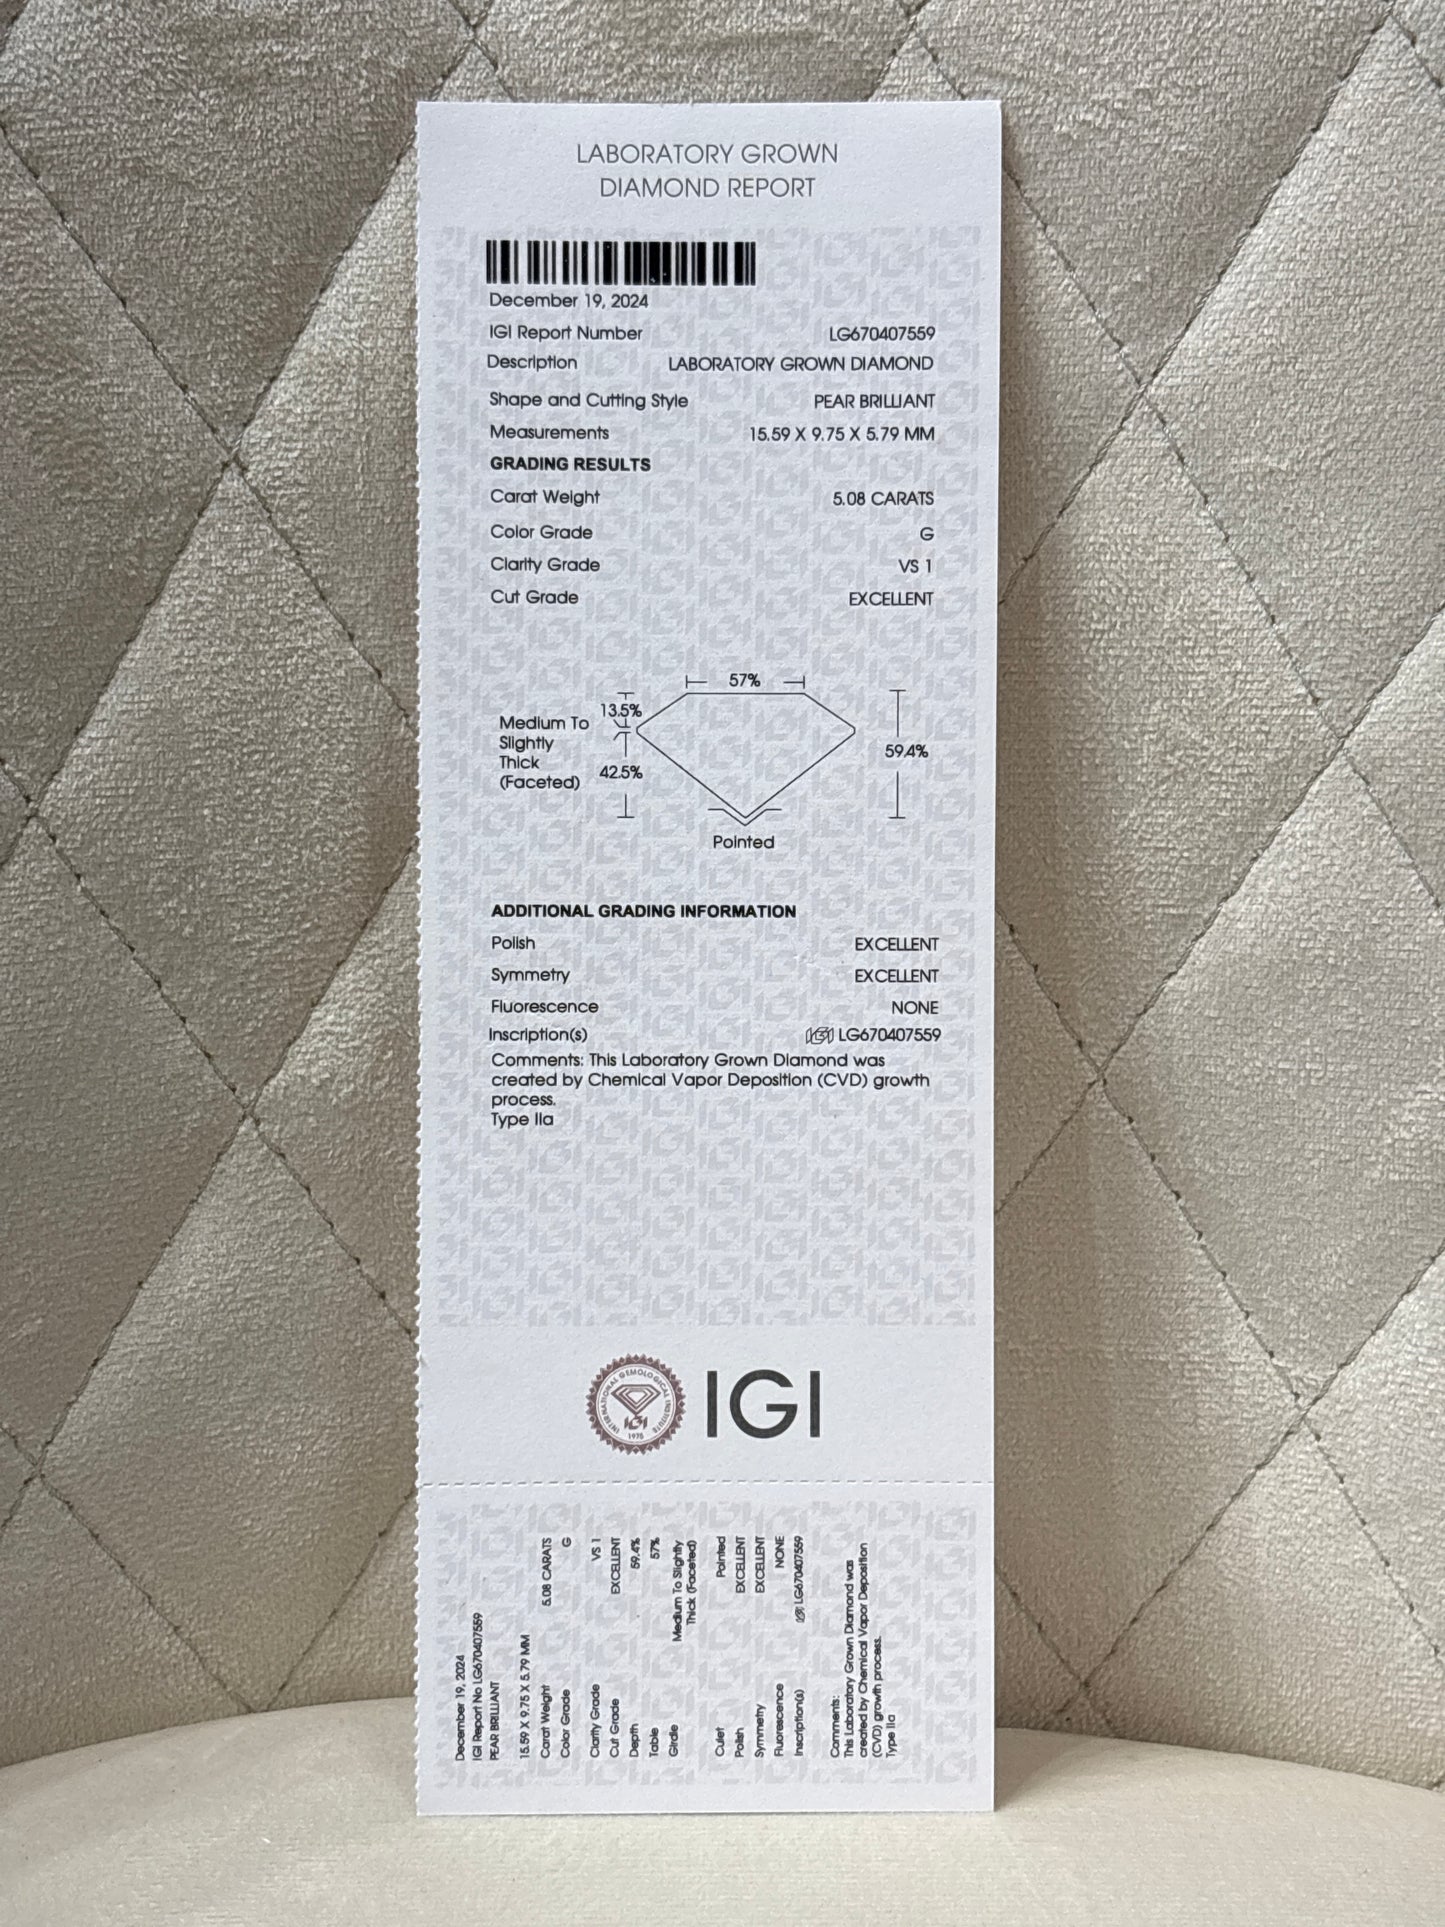 LABORATORY GROWN
DIAMOND REPORT
December 19, 2024
IGI Report Number LG670407559
Description LABORATORY GROWN DIAMOND
Shape and Cutting Style PEAR BRILLIANT
Measurements 15.59 X 9.75 X 5.79 MM
GRADING RESULTS
Carat Weight 5.08 CARATS
Color Grade G
Clarity Grade VS 1
Cut Grade EXCELLENT
57%
13.5%
Medium To
Slightly
Thick
(Faceted)
42.5%
59.4%
Pointed
ADDITIONAL GRADING INFORMATION
Polish EXCELLENT
Symmetry EXCELLENT
Fluorescence NONE
Inscription(s) IGI LG670407559
Comments: This Laboratory Grown Diamond was
created by Chemical Vapor Deposition (CVD) growth
process.
Type IIa
INTERNATIONAL GEMOLOGICAL INSTITUTE
IGI
1975
IGI
December 19, 2024
IGI Report No LG670407559
PEAR BRILLIANT
15.59 X 9.75 X 5.79 MM
Carat Weight 5.08 CARATS
Color Grade G
Clarity Grade VS 1
Cut Grade EXCELLENT
Depth 59.4%
Table 57%
Girdle Medium To Slightly
Thick (Faceted)
Culet Pointed
Polish EXCELLENT
Symmetry EXCELLENT
Fluorescence NONE
Inscription(s) IGI LG670407559
Comments:
This Laboratory Grown Diamond was
created by Chemical Vapor Deposition
(CVD) growth process.
Type IIa